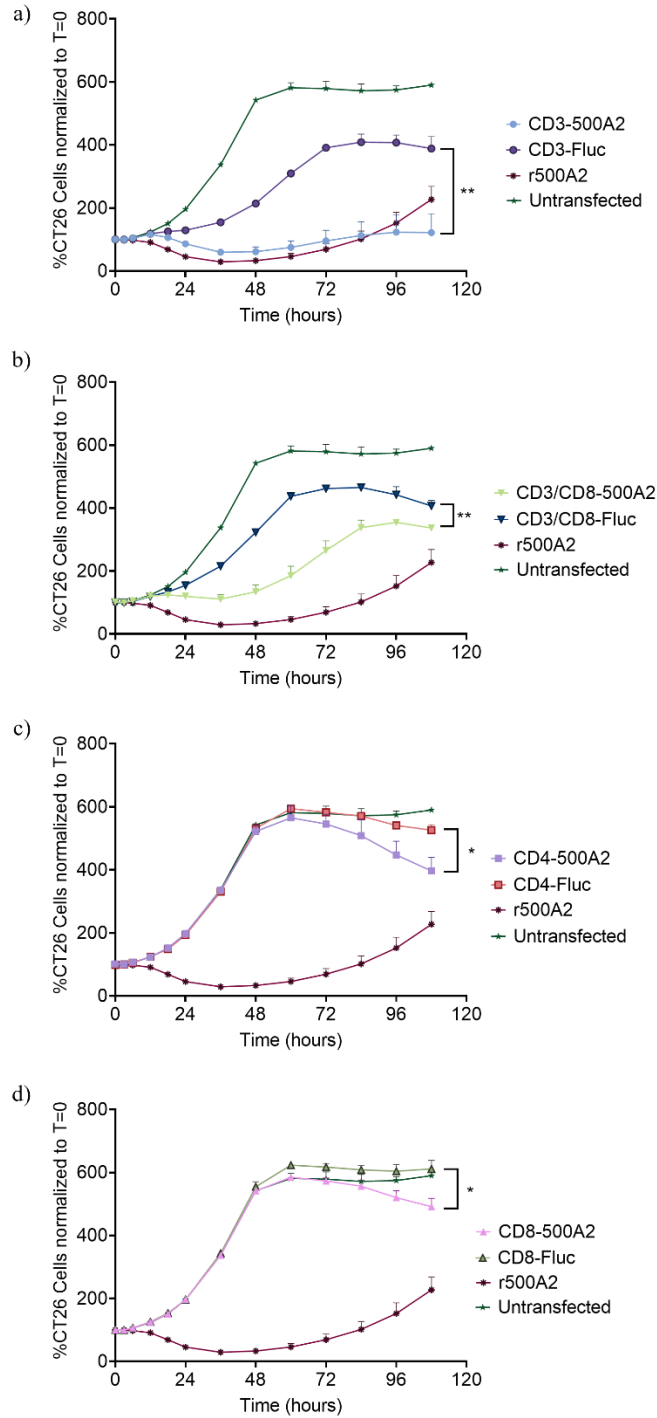 a)
%CT26 Cells normalized to T=0
800
600
400
200
0
0 24 48 72 96 120
Time (hours)
CD3-500A2
CD3-Fluc
r500A2
Untransfected
**
b)
%CT26 Cells normalized to T=0
800
600
400
200
0
0 24 48 72 96 120
Time (hours)
CD3/CD8-500A2
CD3/CD8-Fluc
r500A2
Untransfected
**
c)
%CT26 Cells normalized to T=0
800
600
400
200
0
0 24 48 72 96 120
Time (hours)
CD4-500A2
CD4-Fluc
r500A2
Untransfected
*
d)
%CT26 Cells normalized to T=0
800
600
400
200
0
0 24 48 72 96 120
Time (hours)
CD8-500A2
CD8-Fluc
r500A2
Untransfected
*